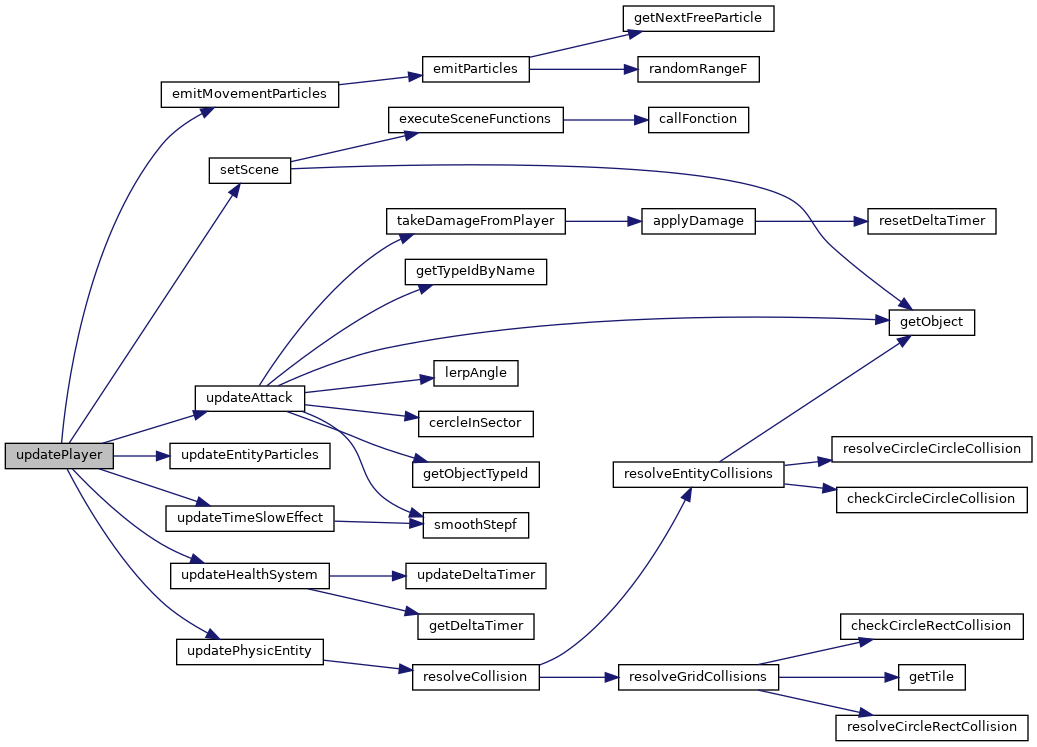 getNextFreeParticle
emitParticles
randomRangeF
emitMovementParticles
executeSceneFunctions
callFonction
setScene
takeDamageFromPlayer
applyDamage
resetDeltaTimer
getTypeIdByName
getObject
lerpAngle
updateAttack
cercleInSector
updatePlayer
updateEntityParticles
getObjectTypeId
resolveEntityCollisions
resolveCircleCircleCollision
checkCircleCircleCollision
updateTimeSlowEffect
smoothStepf
updateHealthSystem
updateDeltaTimer
getDeltaTimer
updatePhysicEntity
resolveCollision
resolveGridCollisions
checkCircleRectCollision
getTile
resolveCircleRectCollision